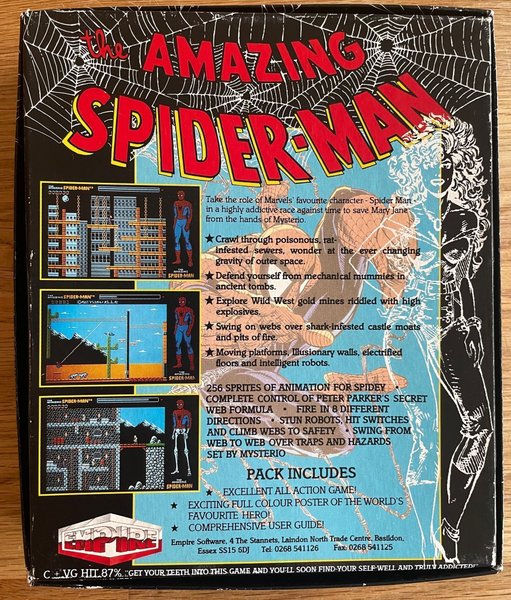 the AMAZING
SPIDER-MAN
Take the role of Marvels' favourite character - Spider Man
in a highly addictive race against time to save Mary Jane
from the hands of Mysterio.
★ Crawl through poisonous, rat-
infested sewers, wonder at the ever changing
gravity of outer space.
★ Defend yourself from mechanical mummies in
ancient tombs.
★ Explore Wild West gold mines riddled with high
explosives.
★ Swing on webs over shark-infested castle moats
and pits of fire.
★ Moving platforms, Illusionary walls, electrified
floors and intelligent robots.
SPIDER-MAN
SPIDER-MAN
SPIDER-MAN
SPIDER-MAN
SPIDER-MAN
SPIDER-MAN
256 SPRITES OF ANIMATION FOR SPIDEY •
COMPLETE CONTROL OF PETER PARKER'S SECRET
WEB FORMULA • FIRE IN 8 DIFFERENT
DIRECTIONS • STUN ROBOTS, HIT SWITCHES
AND CLIMB WEBS TO SAFETY • SWING FROM
WEB TO WEB OVER TRAPS AND HAZARDS
SET BY MYSTERIO
PACK INCLUDES
★ EXCELLENT ALL ACTION GAME!
★ EXCITING FULL COLOUR POSTER OF THE WORLD'S
FAVOURITE HERO!
★ COMPREHENSIVE USER GUIDE!
EMPIRE
Empire Software, 4 The Stannets, Laindon North Trade Centre, Basildon,
Essex SS15 5DJ Tel: 0268 541126 Fax: 0268 541125
C + VG HIT 87% "GET YOUR TEETH INTO THIS GAME AND YOU'LL SOON FIND YOUR SELF WELL AND TRULY ADDICTED!